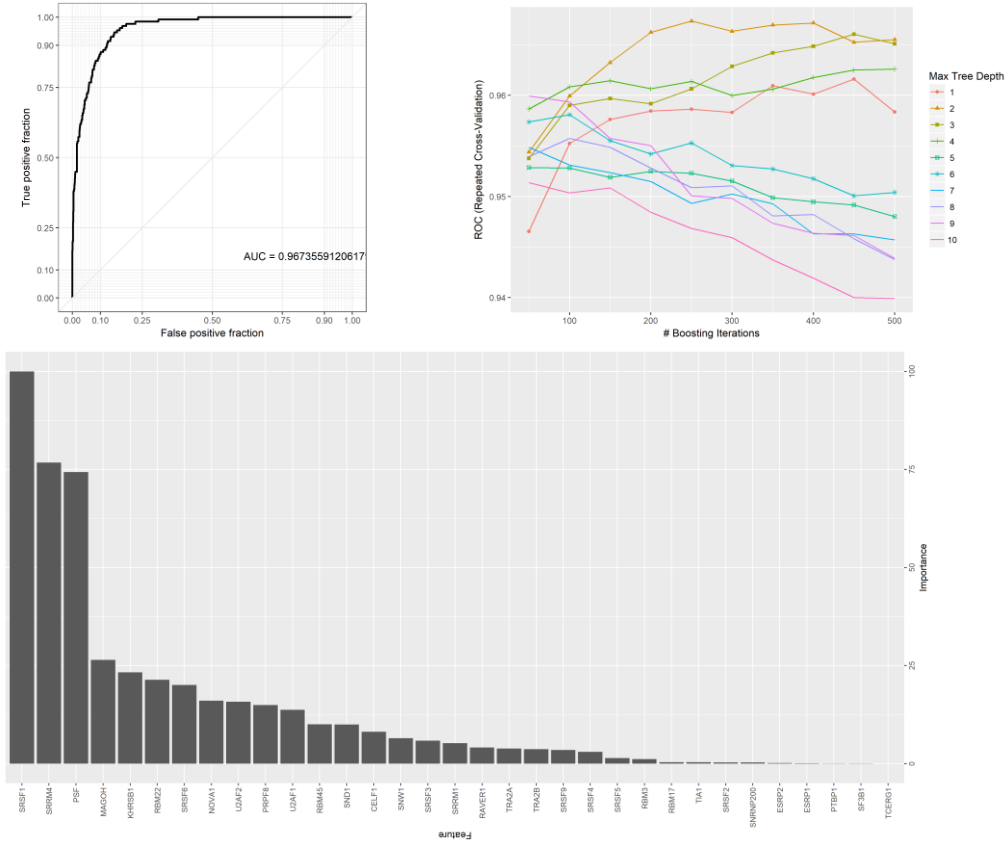 1.00
0.90
0.75
0.50
0.25
0.10
0.00
True positive fraction
AUC = 0.9673559120617
0.00 0.10 0.25 0.50 0.75 0.90 1.00
False positive fraction
0.96
0.95
0.94
ROC (Repeated Cross-Validation)
100 200 300 400 500
# Boosting Iterations
Max Tree Depth
1
2
3
4
5
6
7
8
9
10
100
75
50
25
0
Importance
SRSF1
SRRM4
PSF
MAGOH
KHRSB1
RBM22
SRSF6
NOVA1
U2AF2
PRPF8
U2AF1
RBM45
SND1
CELF1
SNW1
SRSF3
SRRM1
RAVER1
TRA2A
TRA2B
SRSF9
SRSF4
SRSF5
RBM3
RBM17
TIA1
SRSF2
SNRNP200
ESRP2
ESRP1
PTBP1
SF3B1
TCERG1
Feature